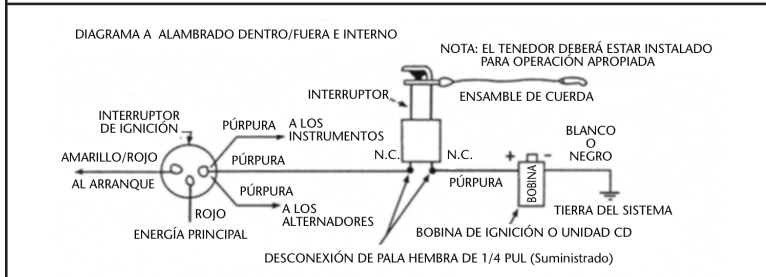 DIAGRAMA A ALAMBRADO DENTRO/FUERA E INTERNO
NOTA: EL TENEDOR DEBERÁ ESTAR INSTALADO
PARA OPERACIÓN APROPIADA
INTERRUPTOR
ENSAMBLE DE CUERDA
INTERRUPTOR
DE IGNICIÓN
PÚRPURA
A LOS
INSTRUMENTOS
BLANCO
O
NEGRO
AMARILLO/ROJO
PÚRPURA
N.C.
N.C.
+ -
AL ARRANQUE
PÚRPURA
PÚRPURA
BOBINA
ROJO
A LOS
ALTERNADORES
TIERRA DEL SISTEMA
ENERGÍA PRINCIPAL
BOBINA DE IGNICIÓN O UNIDAD CD
DESCONEXIÓN DE PALA HEMBRA DE 1/4 PUL (Suministrado)